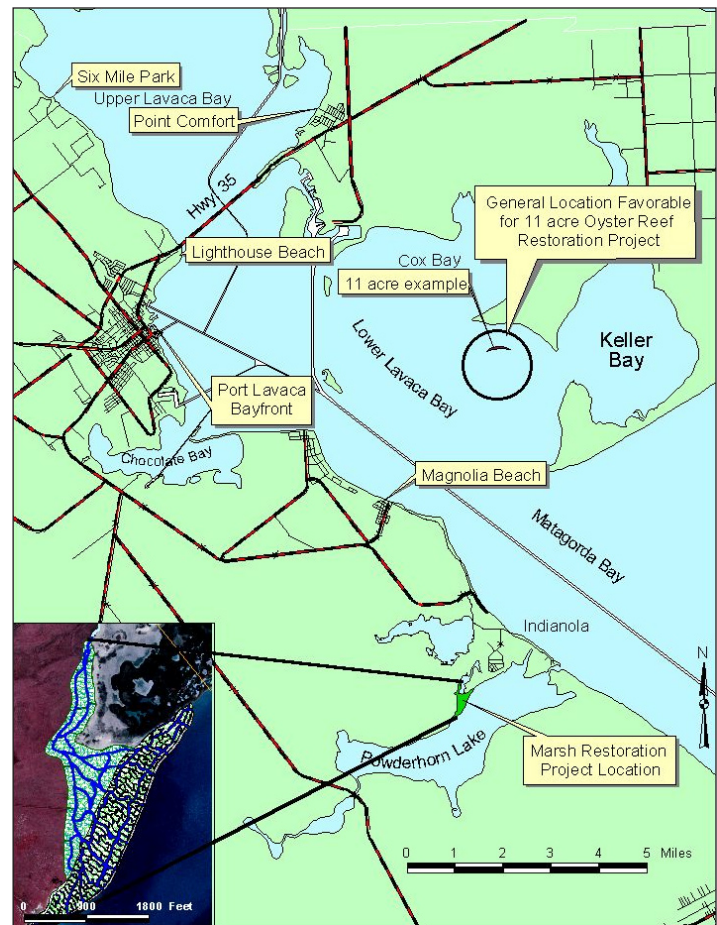 Six Mile Park
Upper Lavaca Bay
Point Comfort
Hwy. 35
General Location Favorable
for 11 acre Oyster Reef
Restoration Project
Lighthouse Beach
Cox Bay
11 acre example
Lower Lavaca Bay
Keller
Bay
Port Lavaca
Bayfront
Chocolate Bay
Magnolia Beach
Matagorda Bay
Indianola
N
Powderhorn Lake
Marsh Restoration
Project Location
0 1 2 3 4 5 Miles
0 900 1800 Feet